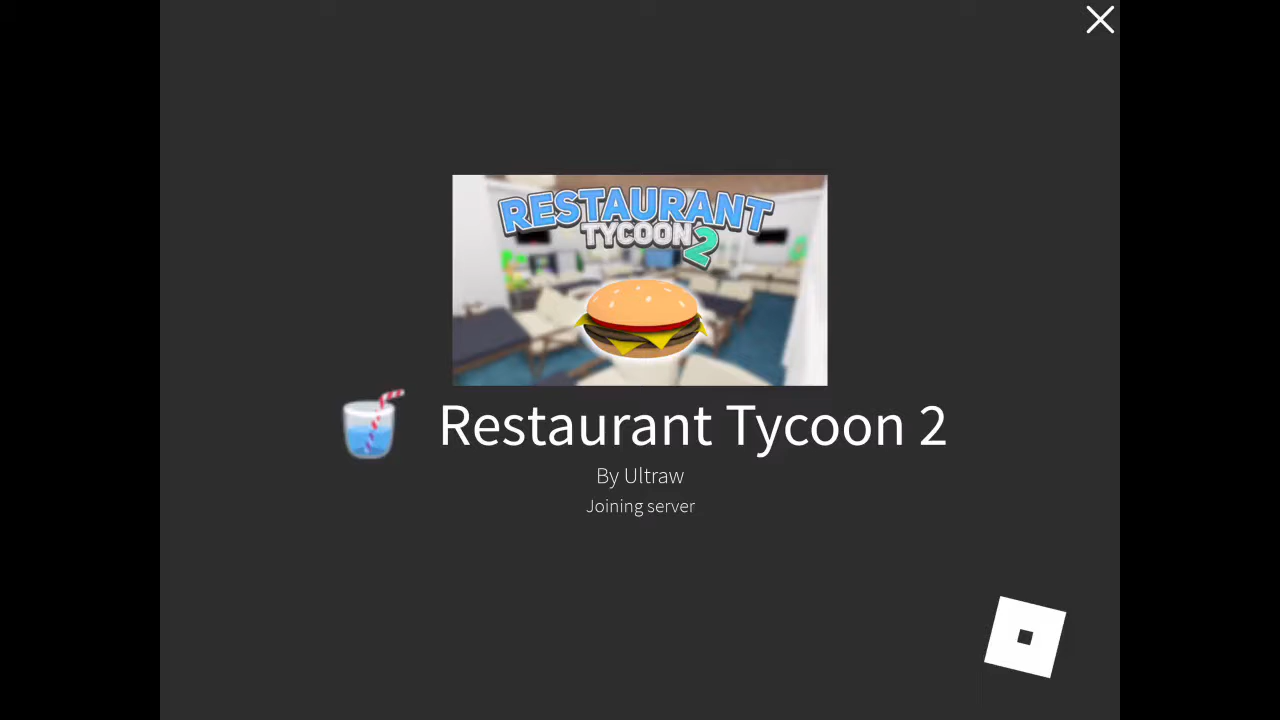 RESTAURANT
TYCOON 2
🥤 Restaurant Tycoon 2
By Ultraw
Joining server